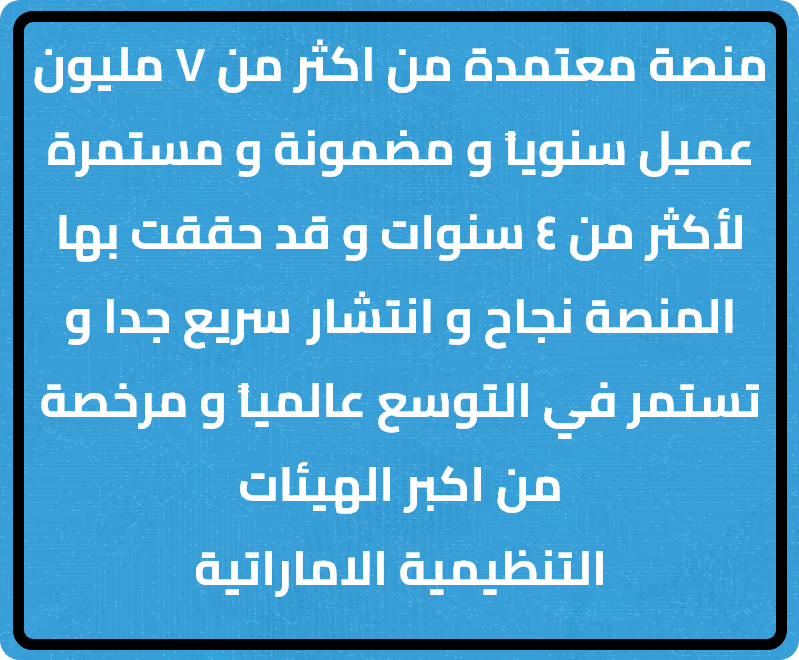 منصة معتمدة من اكثر من ٧ مليون
عميل سنوياً و مضمونة و مستمرة
لأكثر من ٤ سنوات و قد حققت بها
المنصة نجاح و انتشار سريع جدا و
تستمر في التوسع عالمياً و مرخصة
من اكبر الهيئات
التنظيمية الاماراتية